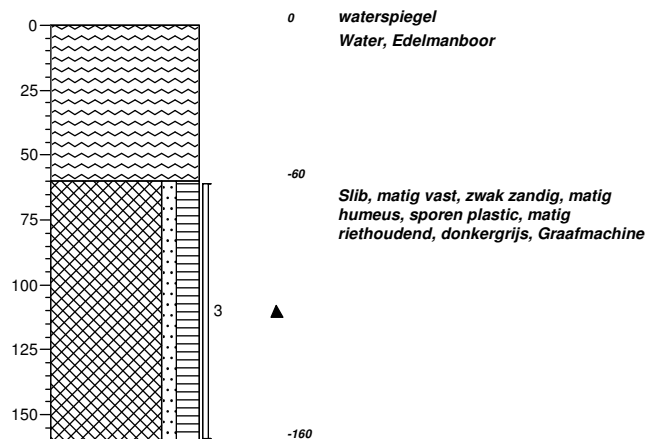 0
0
waterspiegel
Water, Edelmanboor
25
50
-60
Slib, matig vast, zwak zandig, matig
humeus, sporen plastic, matig
riethoudend, donkergrijs, Graafmachine
75
100
3
125
150
-160